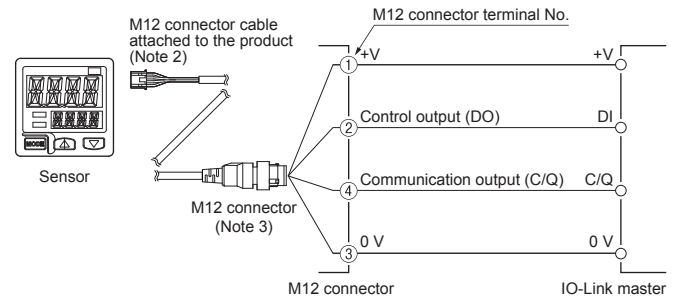 M12 connector terminal No.
M12 connector cable
attached to the product
(Note 2)
MODE
Sensor
M12 connector
(Note 3)
1
+V
+V
2
Control output (DO)
DI
4
Communication output (C/Q)
C/Q
3
0 V
0 V
M12 connector
IO-Link master